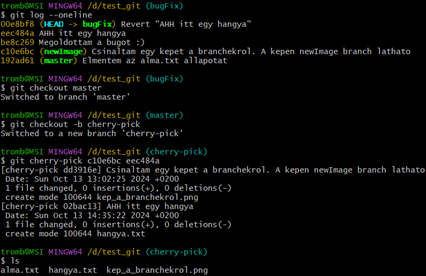 tromb@MSI MINGW64 /d/test_git (bugFix)
$ git log --oneline
00e8bf8 (HEAD -> bugFix) Revert "AHH itt egy hangya"
eec484a AHH itt egy hangya
be8c269 Megoldottam a bugot :)
c10e6bc (newImage) Csinaltam egy kepet a branchekrol. A kepen newImage branch lathato
192ad61 (master) Elmentem az alma.txt allapotat
tromb@MSI MINGW64 /d/test_git (bugFix)
$ git checkout master
Switched to branch 'master'
tromb@MSI MINGW64 /d/test_git (master)
$ git checkout -b cherry-pick
Switched to a new branch 'cherry-pick'
tromb@MSI MINGW64 /d/test_git (cherry-pick)
$ git cherry-pick c10e6bc eec484a
[cherry-pick dd3916e] Csinaltam egy kepet a branchekrol. A kepen newImage branch lathato
Date: Sun Oct 13 13:02:25 2024 +0200
1 file changed, 0 insertions(+), 0 deletions(-)
create mode 100644 kep_a_branchekrol.png
[cherry-pick 02bac13] AHH itt egy hangya
Date: Sun Oct 13 14:35:22 2024 +0200
1 file changed, 0 insertions(+), 0 deletions(-)
create mode 100644 hangya.txt
tromb@MSI MINGW64 /d/test_git (cherry-pick)
$ ls
alma.txt hangya.txt kep_a_branchekrol.png